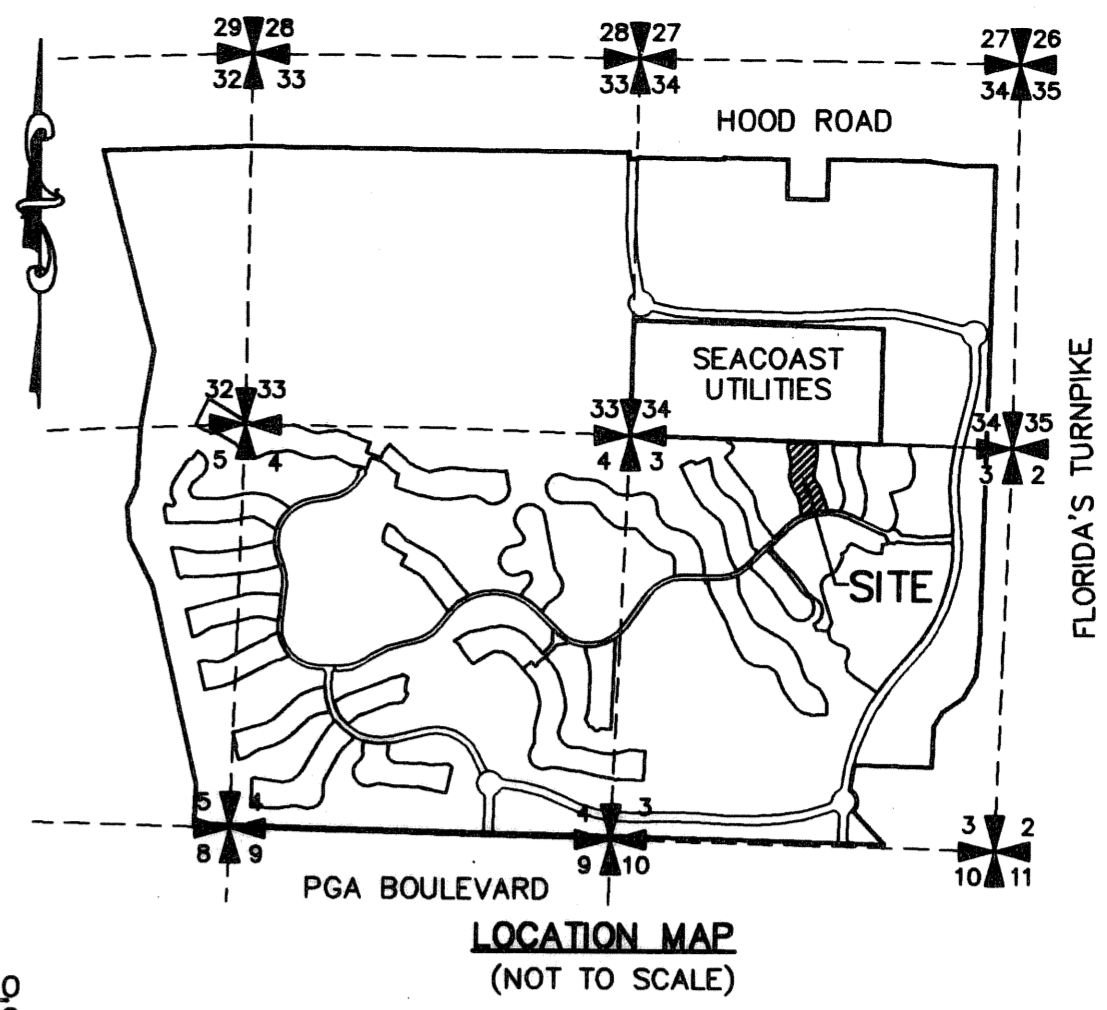 29 28
28 27
27 26
32 33
33 34
34 35
HOOD ROAD
SEACOAST
UTILITIES
FLORIDA'S TURNPIKE
32 33
33 34
34 35
5 4
4 3
3 2
SITE
5 4
4 3
3 2
8 9
9 10
10 11
PGA BOULEVARD
LOCATION MAP
(NOT TO SCALE)